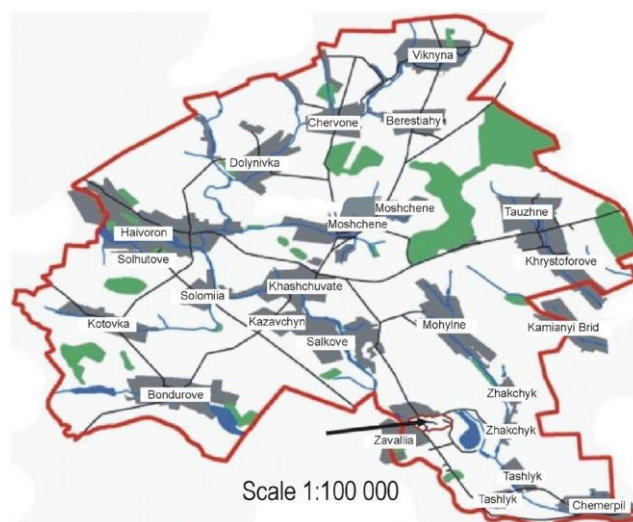 Viknyna
Chervone
Berestiahy
Dolynivka
Moshchene
Moshchene
Tauzhne
Haivoron
Solhutove
Khrystoforove
Khashchuvate
Solomiia
Kotovka
Kazavchyn
Salkove
Mohylne
Kamianyi Brid
Bondurove
Zhakchyk
Zhakchyk
Zavallia
Tashlyk
Tashlyk
Chemerpil
Scale 1:100 000